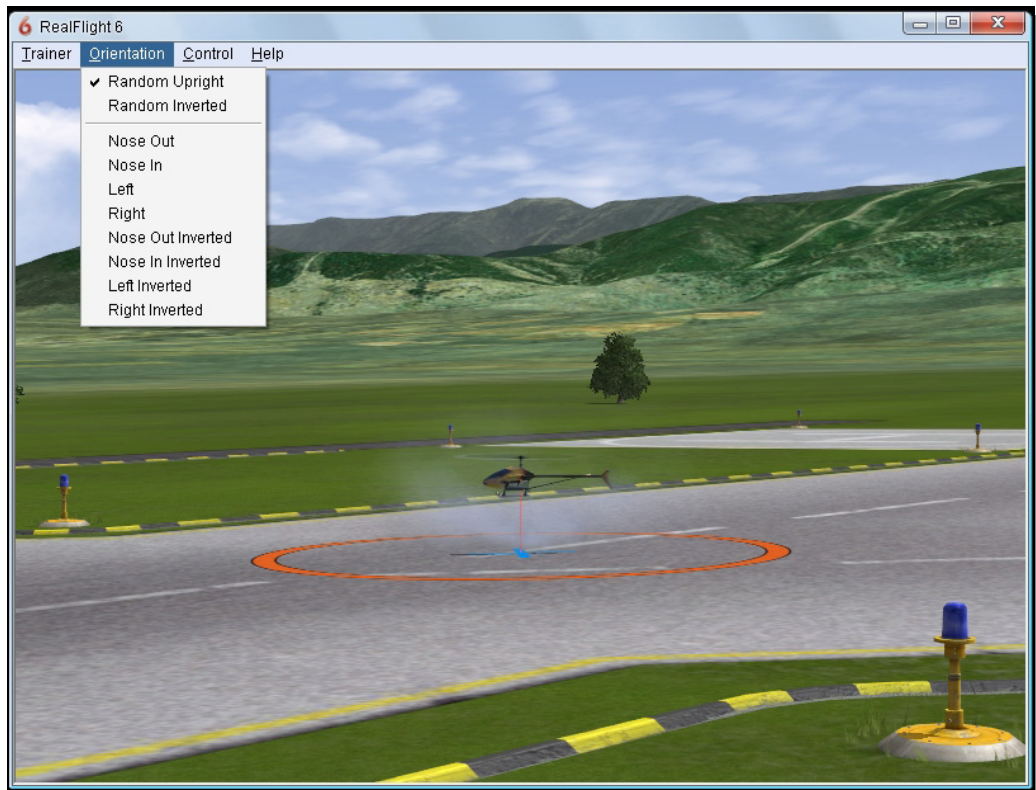 6 RealFlight 6
Trainer Orientation Control Help
✔ Random Upright
Random Inverted
Nose Out
Nose In
Left
Right
Nose Out Inverted
Nose In Inverted
Left Inverted
Right Inverted